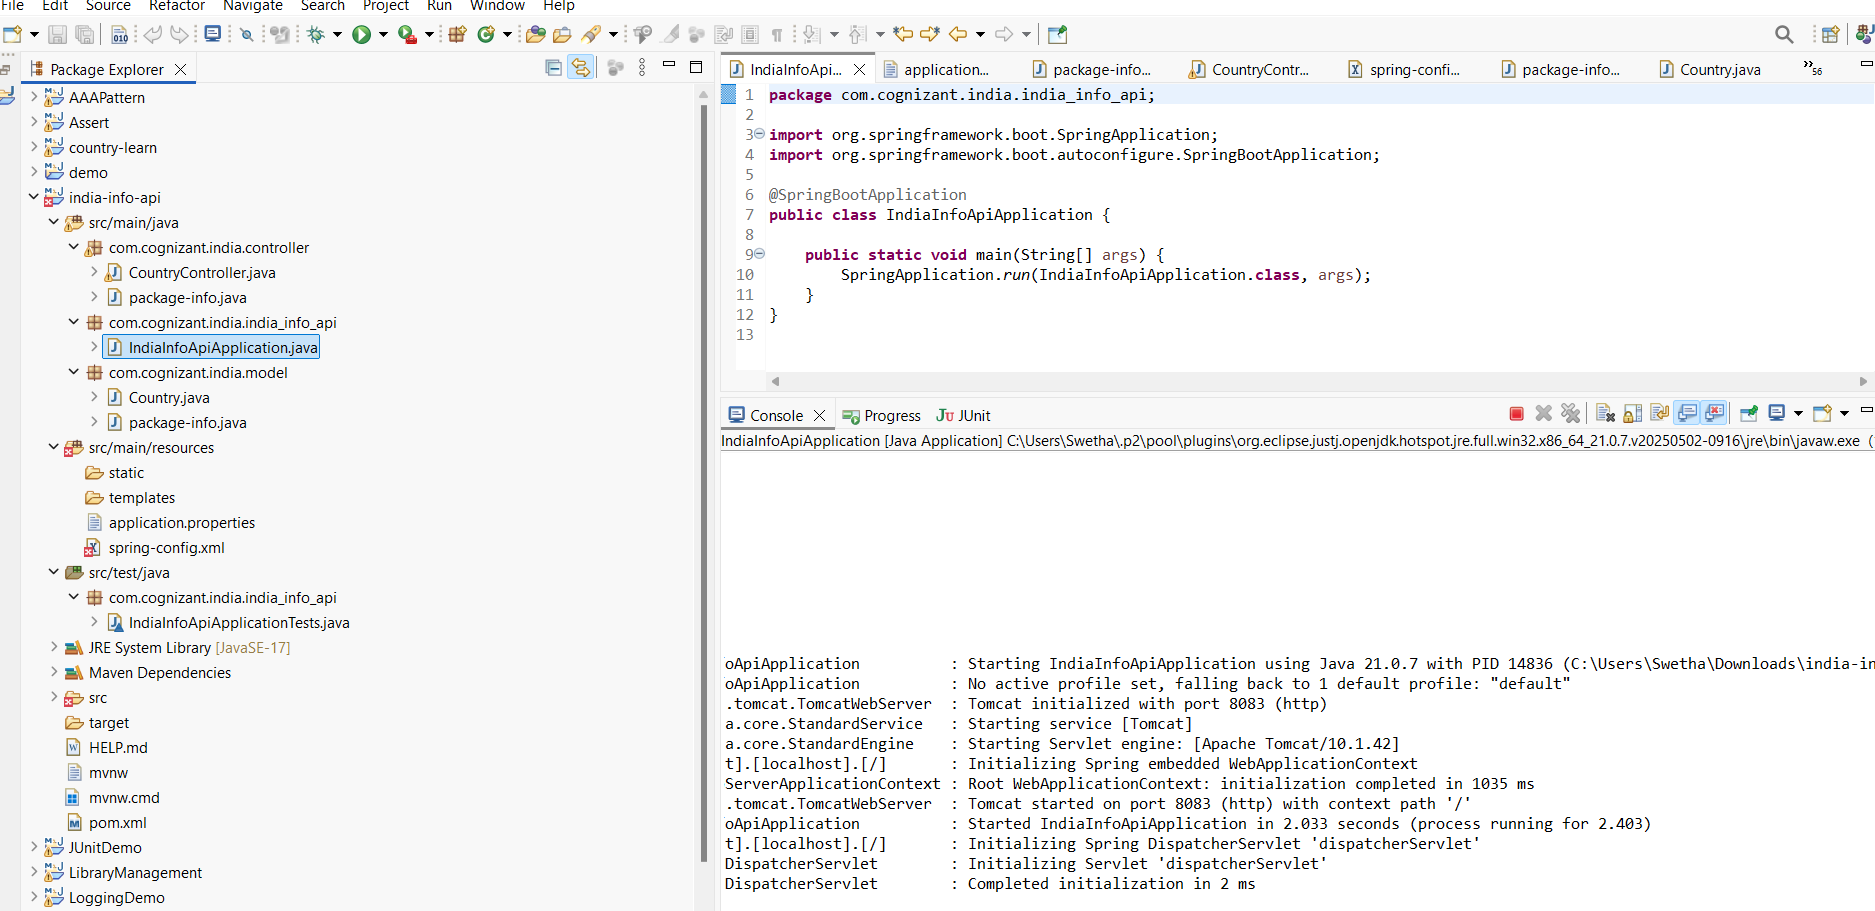 File Edit Source Refactor Navigate Search Project Run Window Help
Package Explorer
AAAPattern
Assert
country-learn
demo
india-info-api
src/main/java
com.cognizant.india.controller
CountryController.java
package-info.java
com.cognizant.india.india_info_api
IndiaInfoApiApplication.java
com.cognizant.india.model
Country.java
package-info.java
src/main/resources
static
templates
application.properties
spring-config.xml
src/test/java
com.cognizant.india.india_info_api
IndiaInfoApiApplicationTests.java
JRE System Library [JavaSE-17]
Maven Dependencies
src
target
HELP.md
mvnw
mvnw.cmd
pom.xml
JUnitDemo
LibraryManagement
LoggingDemo
IndiaInfoApi... application... package-info... CountryContr... spring-confi... package-info... Country.java »56
1 package com.cognizant.india.india_info_api;
2
3 import org.springframework.boot.SpringApplication;
4 import org.springframework.boot.autoconfigure.SpringBootApplication;
5
6 @SpringBootApplication
7 public class IndiaInfoApiApplication {
8
9 public static void main(String[] args) {
10 SpringApplication.run(IndiaInfoApiApplication.class, args);
11 }
12 }
13
Console Progress JUnit
IndiaInfoApiApplication [Java Application] C:\Users\Swetha\.p2\pool\plugins\org.eclipse.justj.openjdk.hotspot.jre.full.win32.x86_64_21.0.7.v20250502-0916\jre\bin\javaw.exe (
oApiApplication : Starting IndiaInfoApiApplication using Java 21.0.7 with PID 14836 (C:\Users\Swetha\Downloads\india-in
oApiApplication : No active profile set, falling back to 1 default profile: "default"
.tomcat.TomcatWebServer : Tomcat initialized with port 8083 (http)
a.core.StandardService : Starting service [Tomcat]
a.core.StandardEngine : Starting Servlet engine: [Apache Tomcat/10.1.42]
t].[localhost].[/] : Initializing Spring embedded WebApplicationContext
ServerApplicationContext : Root WebApplicationContext: initialization completed in 1035 ms
.tomcat.TomcatWebServer : Tomcat started on port 8083 (http) with context path '/'
oApiApplication : Started IndiaInfoApiApplication in 2.033 seconds (process running for 2.403)
t].[localhost].[/] : Initializing Spring DispatcherServlet 'dispatcherServlet'
DispatcherServlet : Initializing Servlet 'dispatcherServlet'
DispatcherServlet : Completed initialization in 2 ms